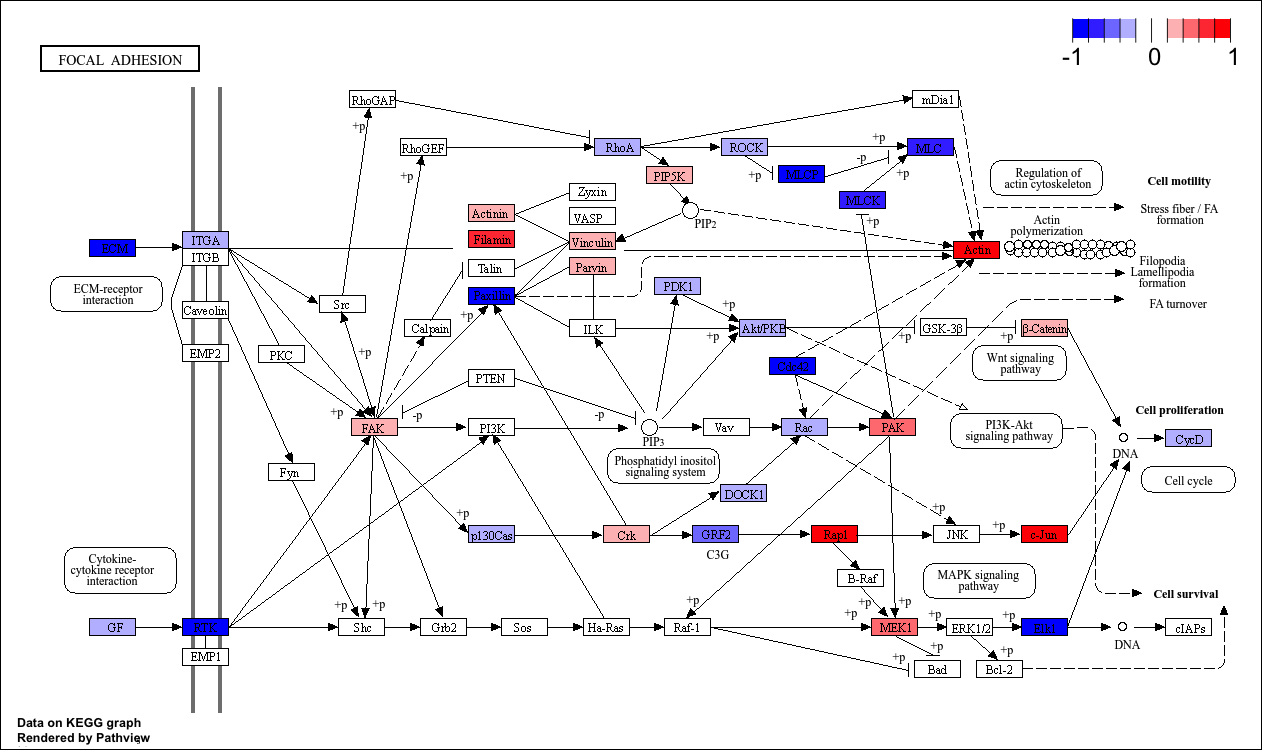 -1 0 1
FOCAL ADHESION
RhoGAP
mDia1
+p
RhoGEF
RhoA
ROCK
+p
MLC
-p
+p
MLCP
+p
+p
PIP5K
MLCK
+p
Regulation of
actin cytoskeleton
Cell motility
Zyxin
Actinin
VASP
PIP2
Stress fiber / FA
formation
Actin
polymerization
ECM
ITGA
Filamin
Vinculin
Actin
ITGB
Talin
Parvin
Filopodia
Lamellipodia
formation
ECM-receptor
interaction
PDK1
Paxillin
FA turnover
Src
+p
+p
Caveolin
Calpain
ILK
+p
Akt/PKB
GSK-3β
+p
+p
β-Catenin
EMP2
PKC
+p
Wnt signaling
pathway
Cdc42
PTEN
+p
-p
-p
Cell proliferation
FAK
PI3K
PIP3
Vav
Rac
PAK
PI3K-Akt
signaling pathway
CycD
DNA
Phosphatidyl inositol
signaling system
Fyn
Cell cycle
DOCK1
+p
+p
p130Cas
Crk
GRF2
Rap1
JNK
+p
c-Jun
C3G
Cytokine-
cytokine receptor
interaction
B-Raf
MAPK signaling
pathway
Cell survival
+p
+p
+p
+p
+p
+p
GF
RTK
Shc
Grb2
Sos
Ha-Ras
Raf-1
MEK1
+p
ERK1/2
+p
Elk1
DNA
cIAPs
EMP1
+p
+p
Bad
+p
Bcl-2
Data on KEGG graph
Rendered by Pathview